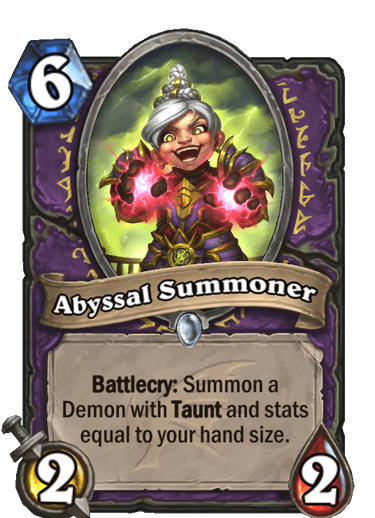 6
Abyssal Summoner
Battlecry: Summon a
Demon with Taunt and stats
equal to your hand size.
2
2